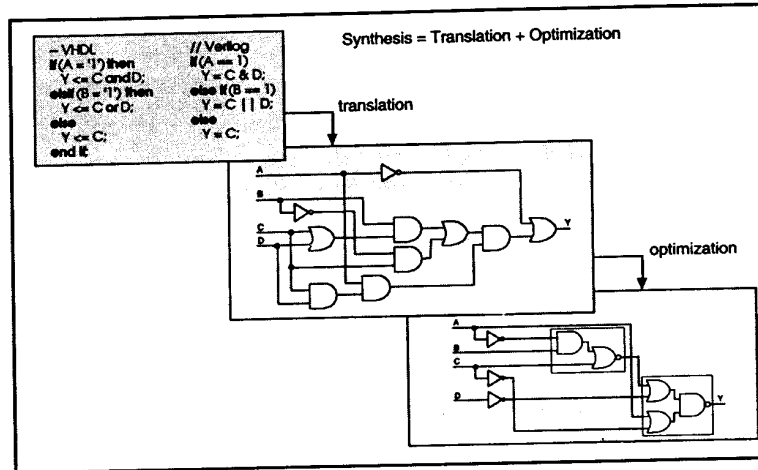 Synthesis = Translation + Optimization
-- VHDL
if(A = '1') then
Y <= C and D;
elsif(B = '1') then
Y <= C or D;
else
Y <= C;
end if;
// Verilog
if(A == 1)
Y = C & D;
else if(B == 1)
Y = C | | D;
else
Y = C;
translation
A
B
C
D
Y
optimization
A
B
C
D
Y